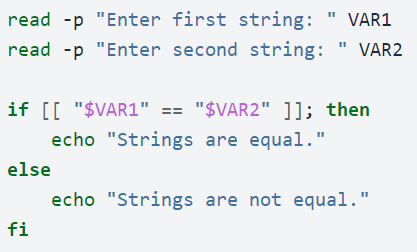 read -p "Enter first string: " VAR1
read -p "Enter second string: " VAR2

if [[ "$VAR1" == "$VAR2" ]]; then
    echo "Strings are equal."
else
    echo "Strings are not equal."
fi